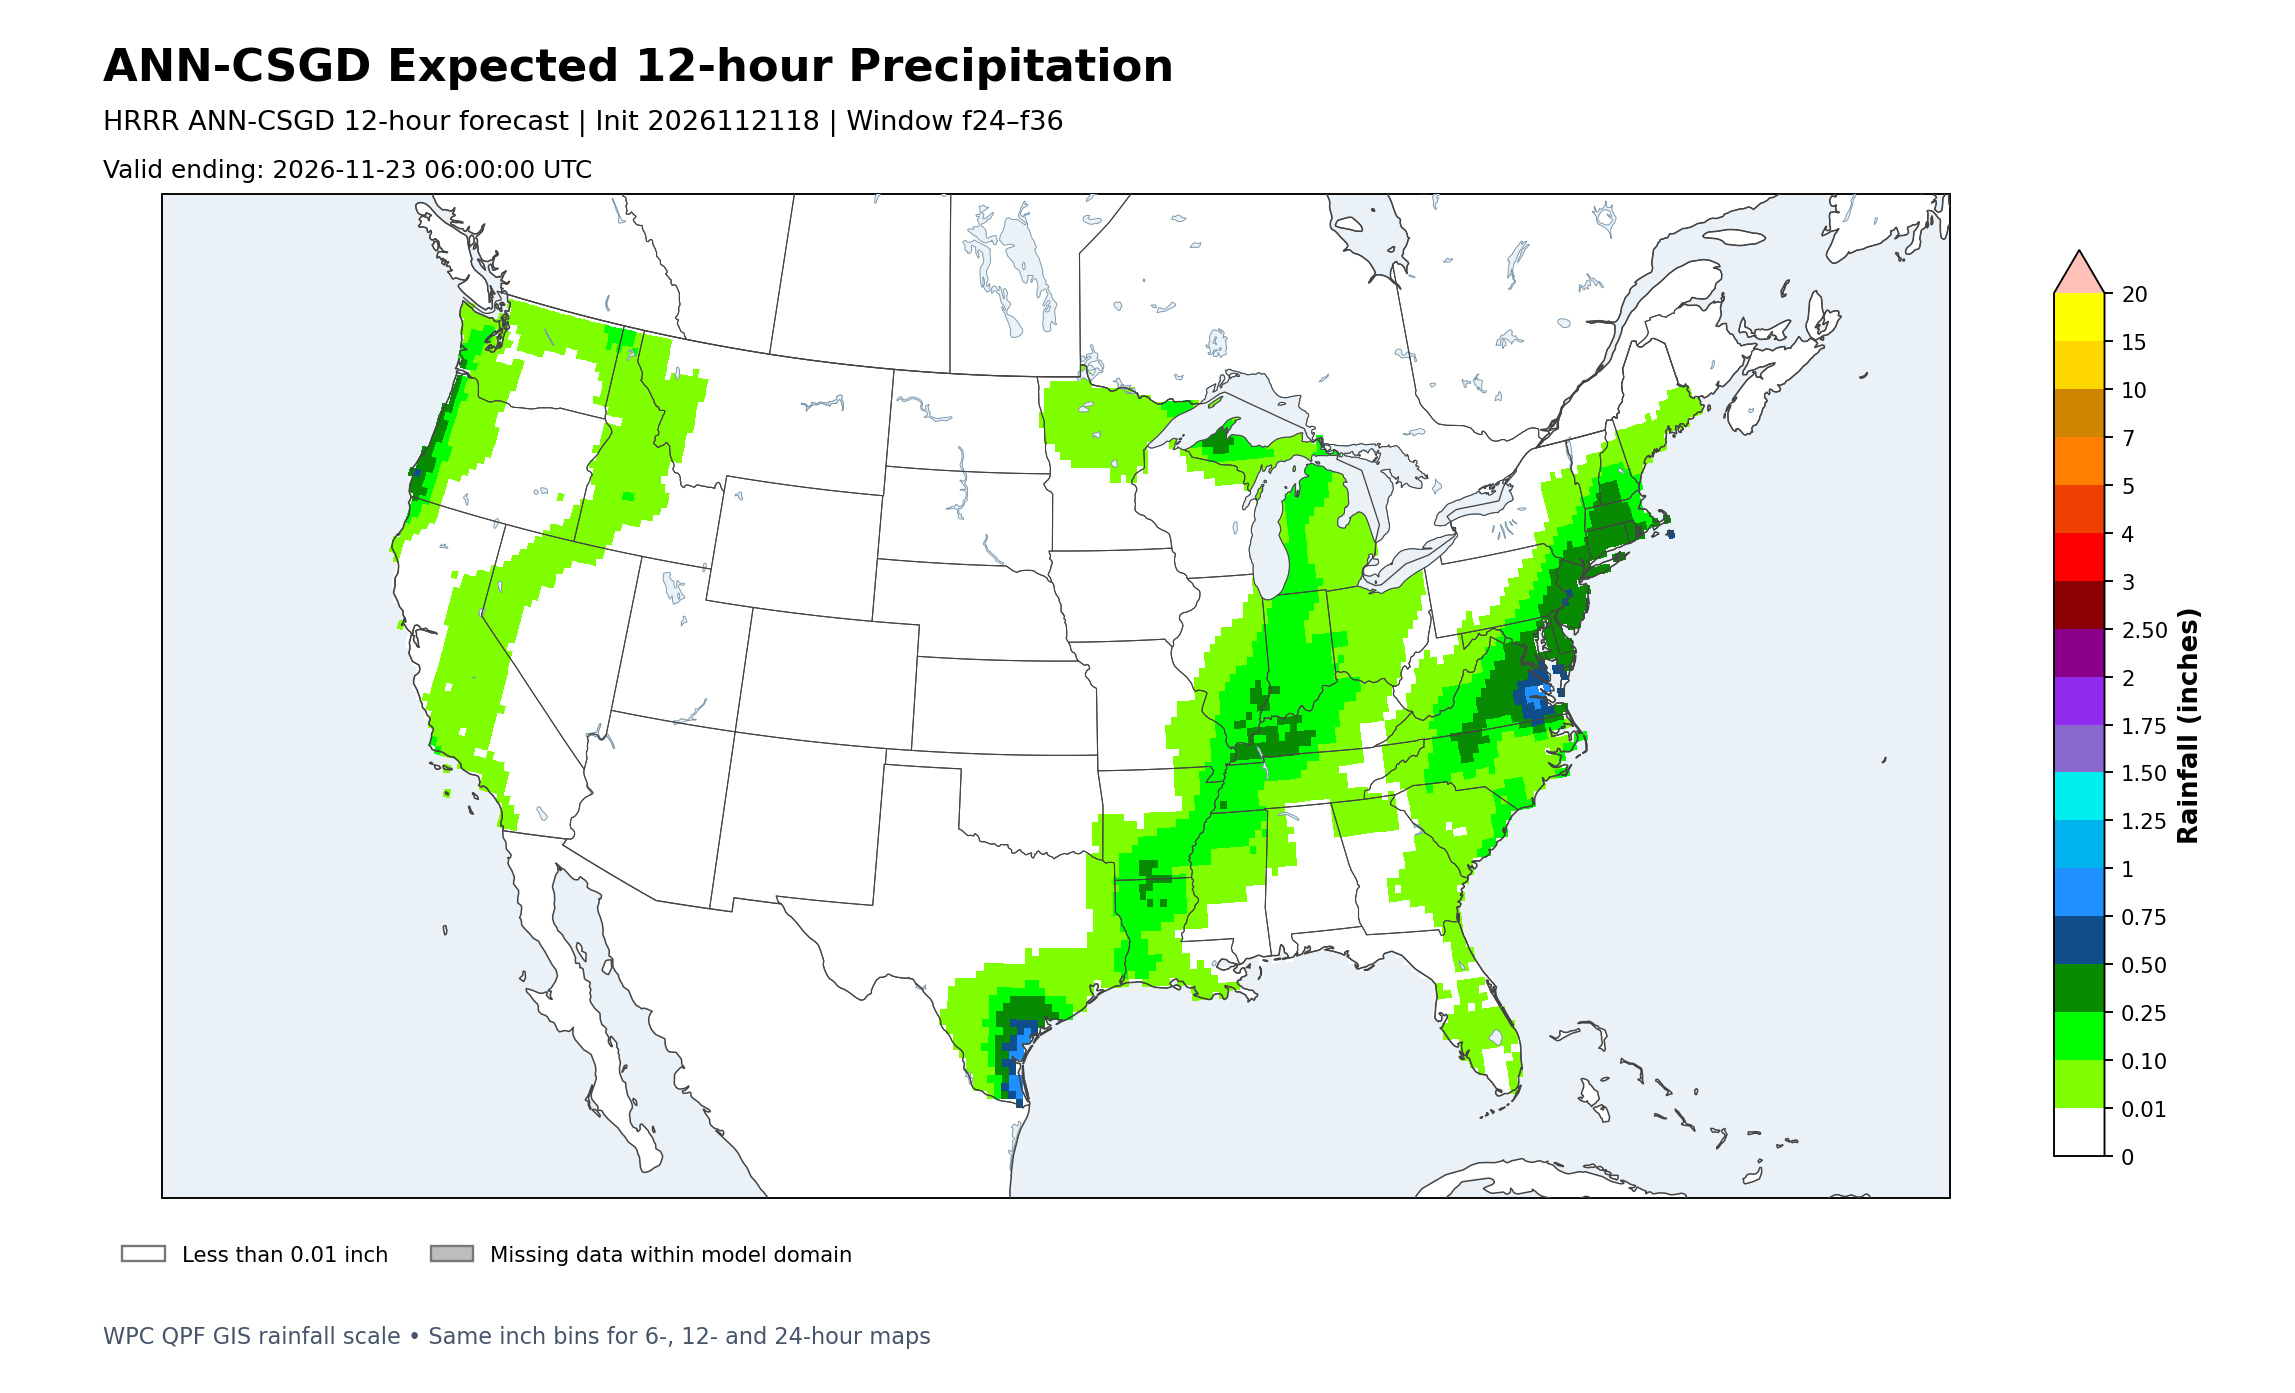 ANN-CSGD Expected 12-hour Precipitation
HRRR ANN-CSGD 12-hour forecast | Init 2026112118 | Window f24–f36
Valid ending: 2026-11-23 06:00:00 UTC
20
15
10
7
5
4
3
2.50
2
1.75
1.50
1.25
1
0.75
0.50
0.25
0.10
0.01
0
Rainfall (inches)
Less than 0.01 inch
Missing data within model domain
WPC QPF GIS rainfall scale • Same inch bins for 6-, 12- and 24-hour maps